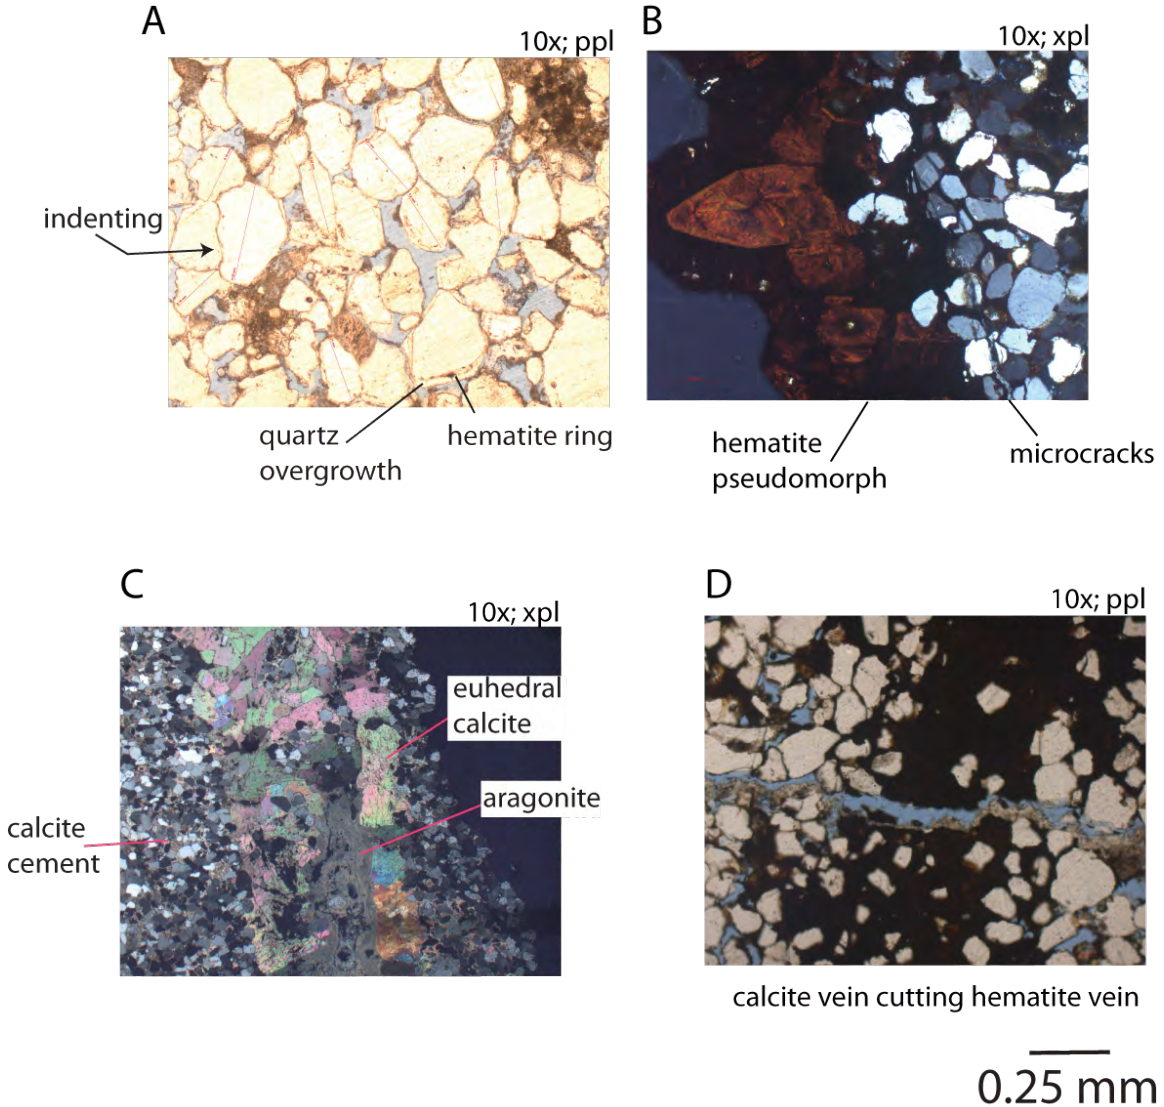 A
10x; ppl
indenting
quartz
overgrowth
hematite ring
B
10x; xpl
hematite
pseudomorph
microcracks
C
10x; xpl
euhedral
calcite
aragonite
calcite
cement
D
10x; ppl
calcite vein cutting hematite vein
0.25 mm